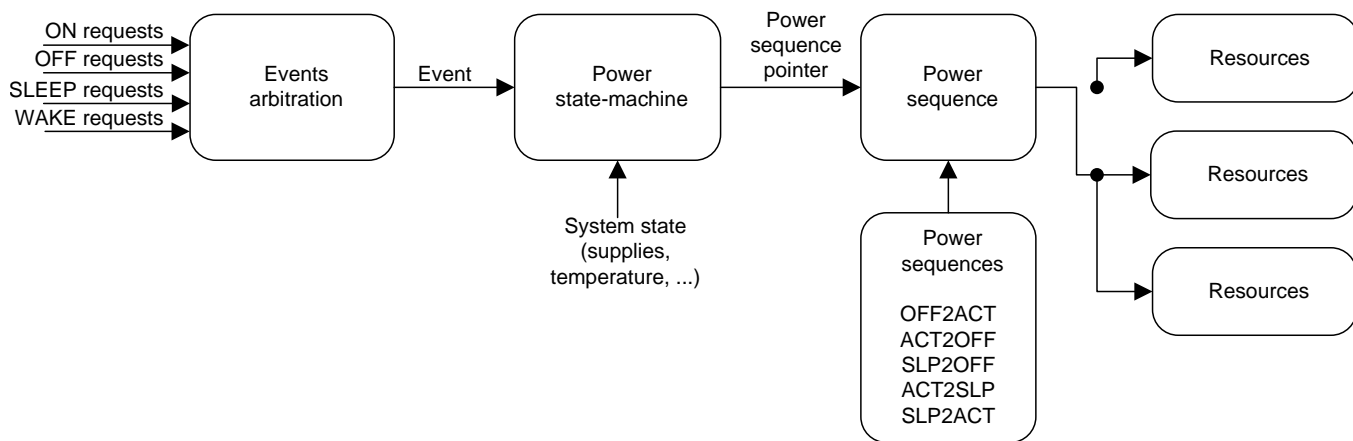 ON requests
OFF requests
SLEEP requests
WAKE requests
Events
arbitration
Event
Power
state-machine
System state
(supplies,
temperature, ...)
Power
sequence
pointer
Power
sequence
Power
sequences
OFF2ACT
ACT2OFF
SLP2OFF
ACT2SLP
SLP2ACT
Resources
Resources
Resources